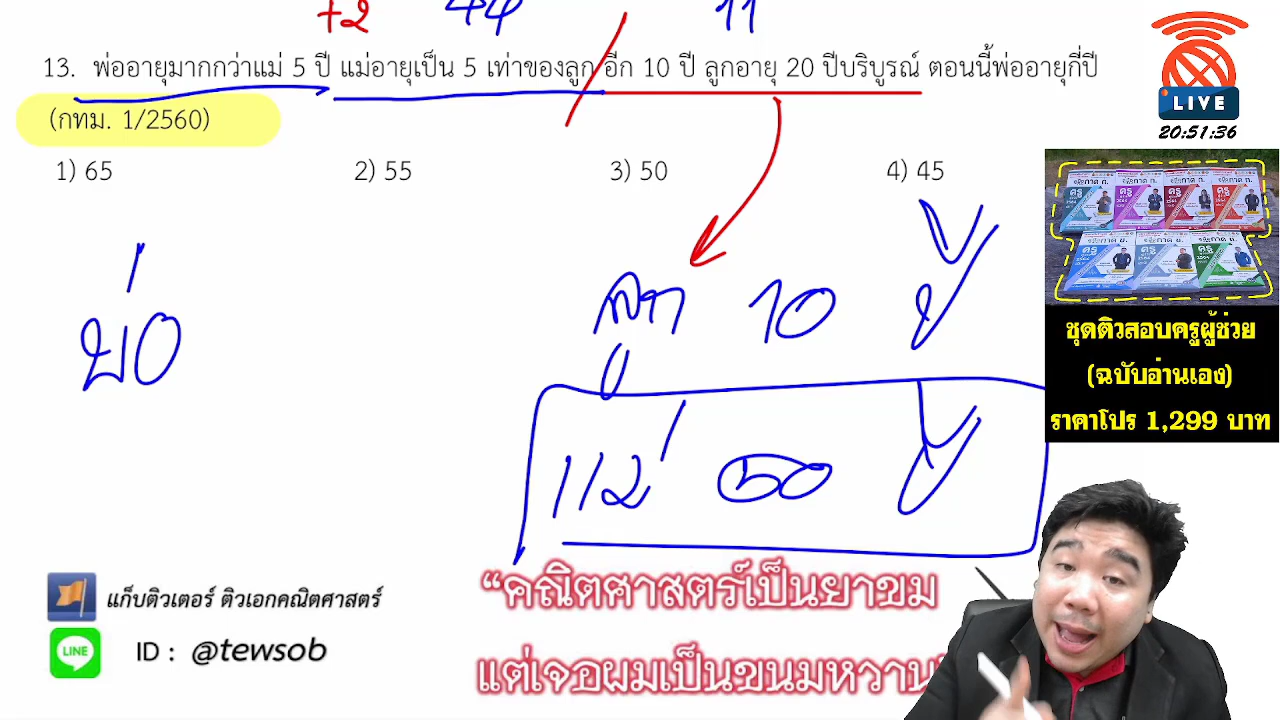 +2 44 11
13. พ่ออายุมากกว่าแม่ 5 ปี แม่อายุเป็น 5 เท่าของลูก อีก 10 ปี ลูกอายุ 20 ปีบริบูรณ์ ตอนนี้พ่ออายุกี่ปี
(กทม. 1/2560)
1) 65 2) 55 3) 50 4) 45
ลูก 10 ปี
พ่อ
แม่ 50 ปี
LIVE
20:51:36
ชุดติวสอบครูผู้ช่วย
(ฉบับอ่านเอง)
ราคาโปร 1,299 บาท
แก็บติวเตอร์ ติวเอกคณิตศาสตร์
LINE ID : @tewsob
“คณิตศาสตร์เป็นยาขม
แต่เจอผมเป็นขนมหวาน